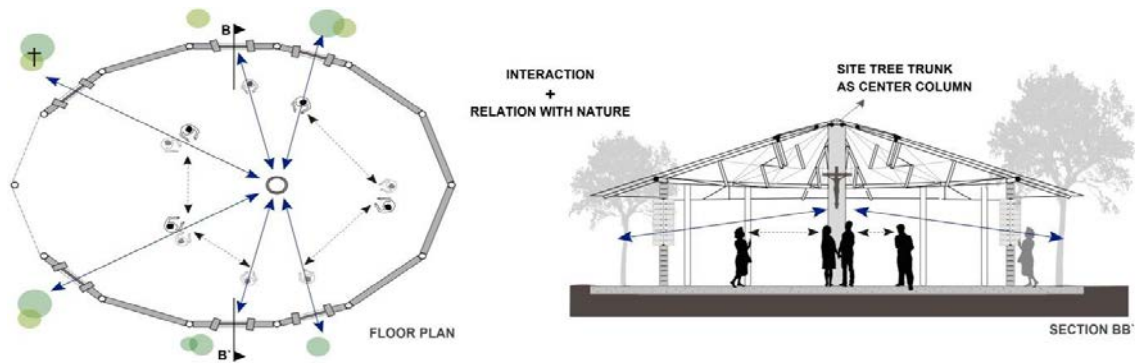 B
INTERACTION
+
RELATION WITH NATURE
SITE TREE TRUNK
AS CENTER COLUMN
FLOOR PLAN
B`
SECTION BB`